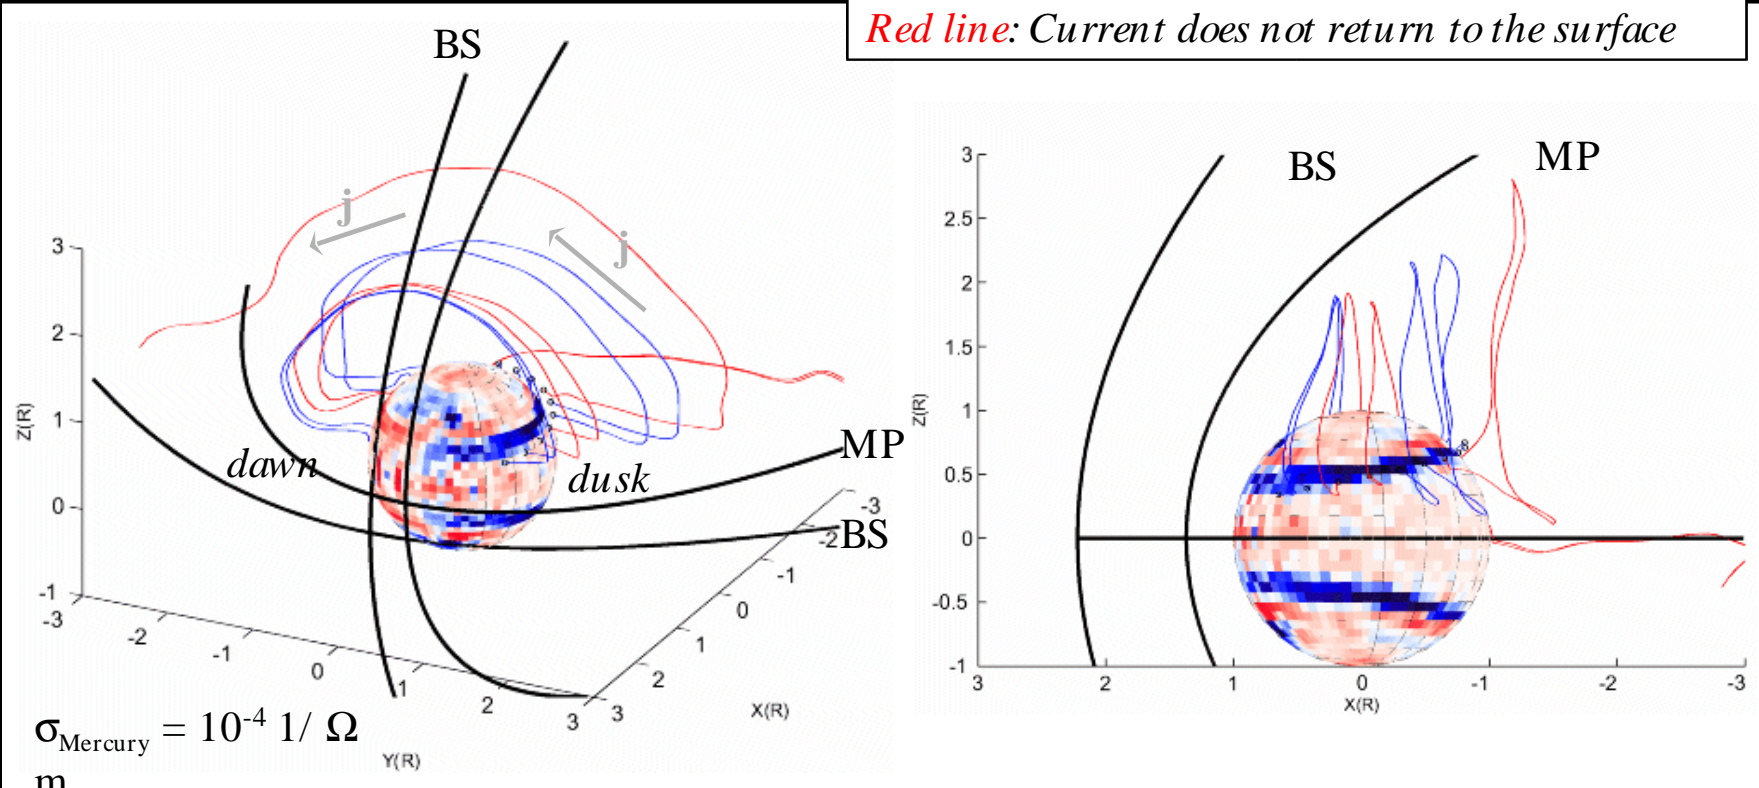 Red line: Current does not return to the surface
BS
j
j
3
2
1
0
-1
Z(R)
dawn
dusk
MP
BS
-3
-2
-1
0
1
2
3
Y(R)
-3
-2
-1
0
1
2
3
X(R)
σMercury = 10-4 1/ Ω
m
BS
MP
3
2.5
2
1.5
1
0.5
0
-0.5
-1
Z(R)
8
3
2
1
0
-1
-2
-3
X(R)